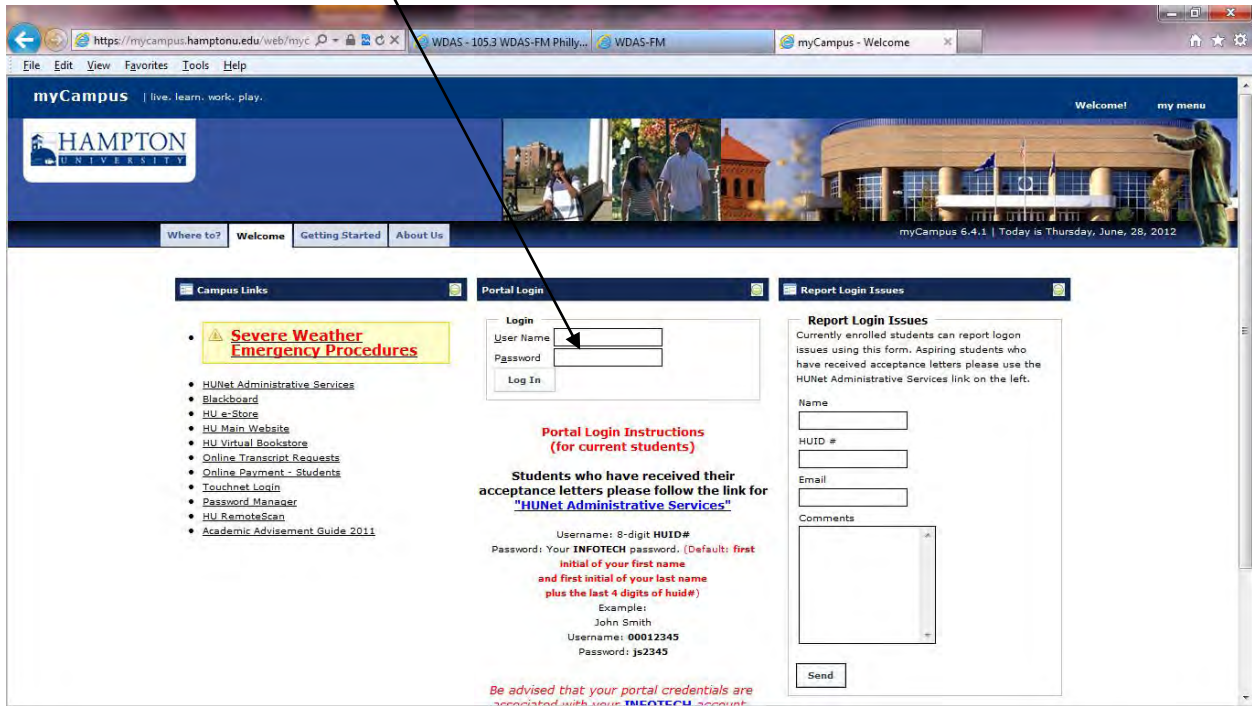 https://mycampus.hamptonu.edu/web/myc
WDAS - 105.3 WDAS-FM Philly...
WDAS-FM
myCampus - Welcome
File Edit View Favorites Tools Help
myCampus | live. learn. work. play.
Welcome! my menu
HAMPTON
UNIVERSITY
Where to? Welcome Getting Started About Us
myCampus 6.4.1 | Today is Thursday, June, 28, 2012
Campus Links
Severe Weather
Emergency Procedures
HUNet Administrative Services
Blackboard
HU e-Store
HU Main Website
HU Virtual Bookstore
Online Transcript Requests
Online Payment - Students
Touchnet Login
Password Manager
HU RemoteScan
Academic Advisement Guide 2011
Portal Login
Login
User Name
Password
Log In
Portal Login Instructions
(for current students)
Students who have received their
acceptance letters please follow the link for
"HUNet Administrative Services"
Username: 8-digit HUID#
Password: Your INFOTECH password. (Default: first
initial of your first name
and first initial of your last name
plus the last 4 digits of huid#)
Example:
John Smith
Username: 00012345
Password: js2345
Be advised that your portal credentials are
associated with your INFOTECH account.
Report Login Issues
Report Login Issues
Currently enrolled students can report logon
issues using this form. Aspiring students who
have received acceptance letters please use the
HUNet Administrative Services link on the left.
Name
HUID #
Email
Comments
Send